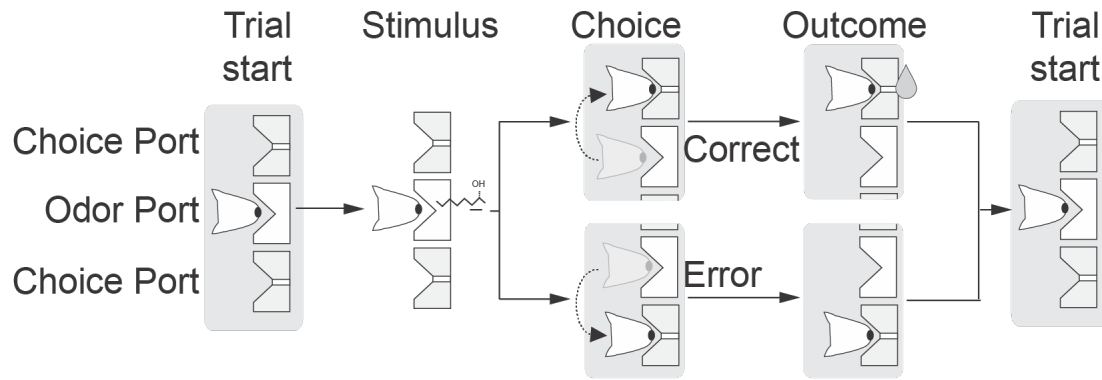 Trial
start
Stimulus
Choice
Outcome
Trial
start
Choice Port
Odor Port
Choice Port
OH
Correct
Error